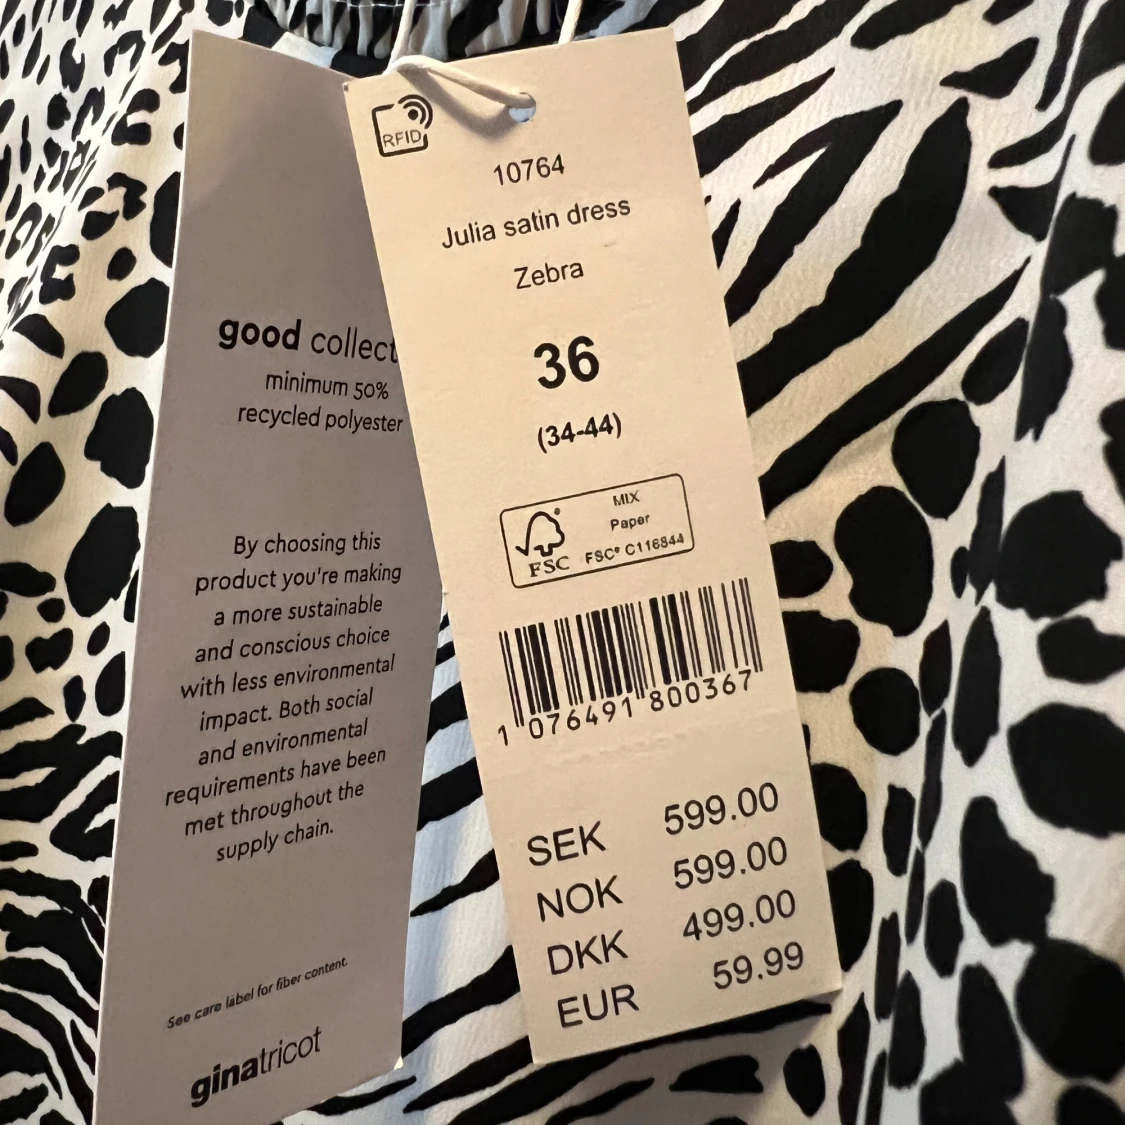 good collect
minimum 50%
recycled polyester
By choosing this
product you're making
a more sustainable
and conscious choice
with less environmental
impact. Both social
and environmental
requirements have been
met throughout the
supply chain.
See care label for fiber content.
ginatricot
RFID
10764
Julia satin dress
Zebra
36
(34-44)
MIX
Paper
FSC® C116844
FSC
1 076491 800367
SEK 599.00
NOK 599.00
DKK 499.00
EUR 59.99